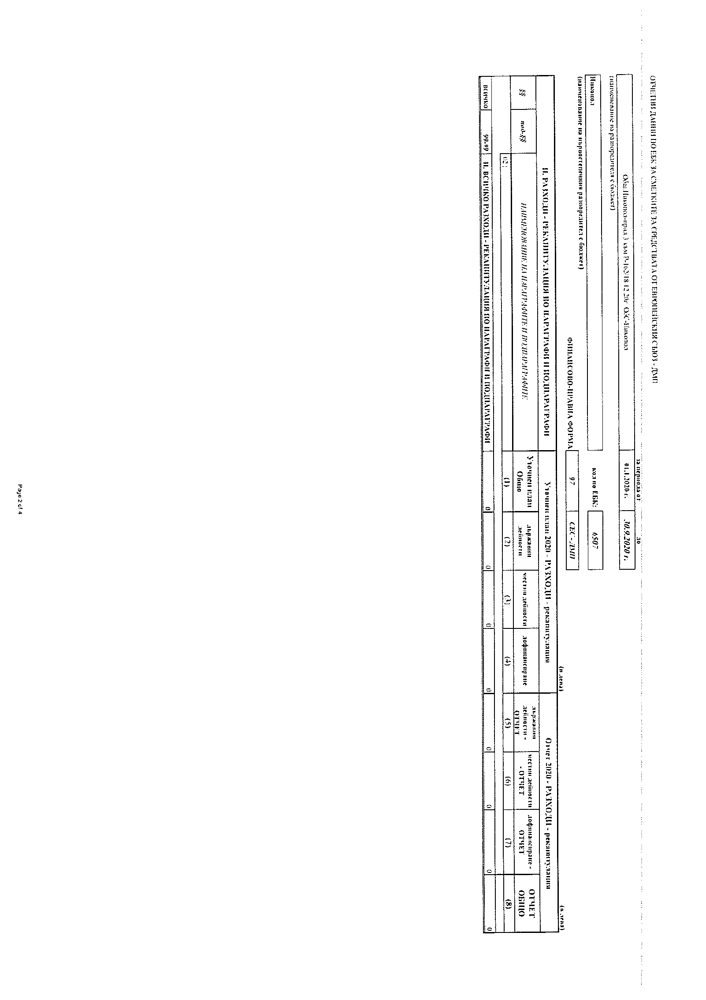 ОТЧЕТНИ ДАННИ ПО ЕБК ЗА СМЕТКИТЕ ЗА СРЕДСТВАТА ОТ ЕВРОПЕЙСКИЯ СЪЮЗ - ДМП
за периода от до
Общ.Никопол-прил.3 към Р-162/18.12.20г. ОбС-Никопол 01.1.2020 г. 30.9.2020 г.
(наименование на разпоредителя с бюджет)
Никопол код по ЕБК: 6507
(наименование на първостепенния разпоредител с бюджет)
ФИНАНСОВО-ПРАВНА ФОРМА 97 СЕС - ДМП
(в лева) (в лева)
II. РАЗХОДИ - РЕКАПИТУЛАЦИЯ ПО ПАРАГРАФИ И ПОДПАРАГРАФИ Уточнен план 2020 - РАЗХОДИ - рекапитулация Отчет 2020 - РАЗХОДИ - рекапитулация
§§ под-§§ НАИМЕНОВАНИЕ НА ПАРАГРАФИТЕ И ПОДПАРАГРАФИТЕ Уточнен план Общо държавни дейности местни дейности дофинансиране държавни дейности - ОТЧЕТ местни дейности - ОТЧЕТ дофинансиране - ОТЧЕТ ОТЧЕТ ОБЩО
(1) (2) (3) (4) (5) (6) (7) (8)
всичко 99-99 II. ВСИЧКО РАЗХОДИ - РЕКАПИТУЛАЦИЯ ПО ПАРАГРАФИ И ПОДПАРАГРАФИ 0 0 0 0 0 0 0 0
Page 2 of 4